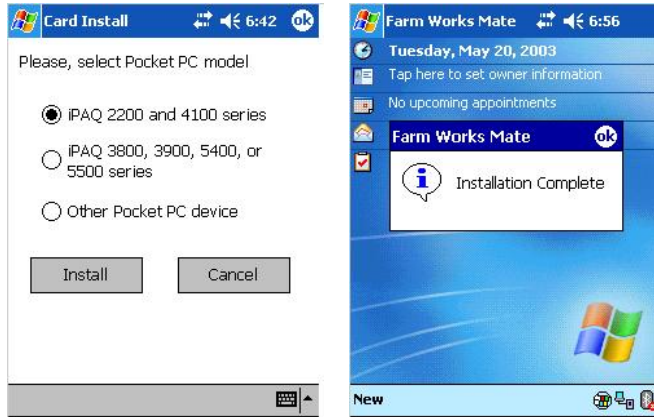 Card Install 6:42 ok
Please, select Pocket PC model
iPAQ 2200 and 4100 series
iPAQ 3800, 3900, 5400, or
5500 series
Other Pocket PC device
Install Cancel
Farm Works Mate 6:56
Tuesday, May 20, 2003
Tap here to set owner information
No upcoming appointments
Farm Works Mate ok
Installation Complete
New